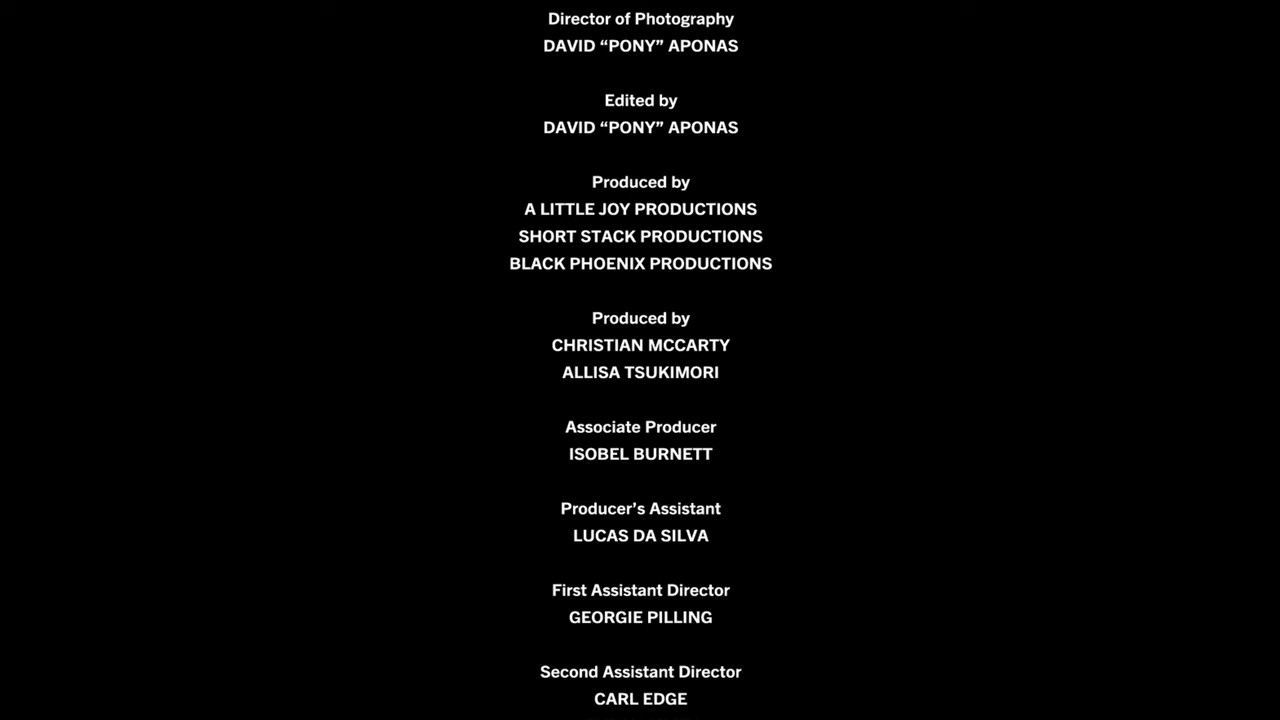 Director of Photography
DAVID “PONY” APONAS
Edited by
DAVID “PONY” APONAS
Produced by
A LITTLE JOY PRODUCTIONS
SHORT STACK PRODUCTIONS
BLACK PHOENIX PRODUCTIONS
Produced by
CHRISTIAN MCCARTY
ALLISA TSUKIMORI
Associate Producer
ISOBEL BURNETT
Producer’s Assistant
LUCAS DA SILVA
First Assistant Director
GEORGIE PILLING
Second Assistant Director
CARL EDGE